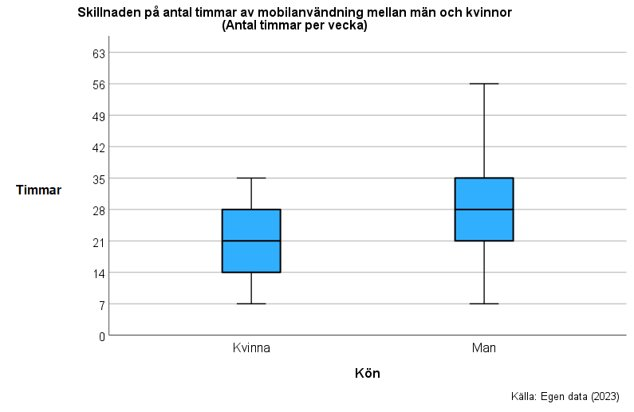 Skillnaden på antal timmar av mobilanvändning mellan män och kvinnor
(Antal timmar per vecka)
63
56
49
42
35
28
21
14
7
0
Timmar
Kvinna
Man
Kön
Källa: Egen data (2023)